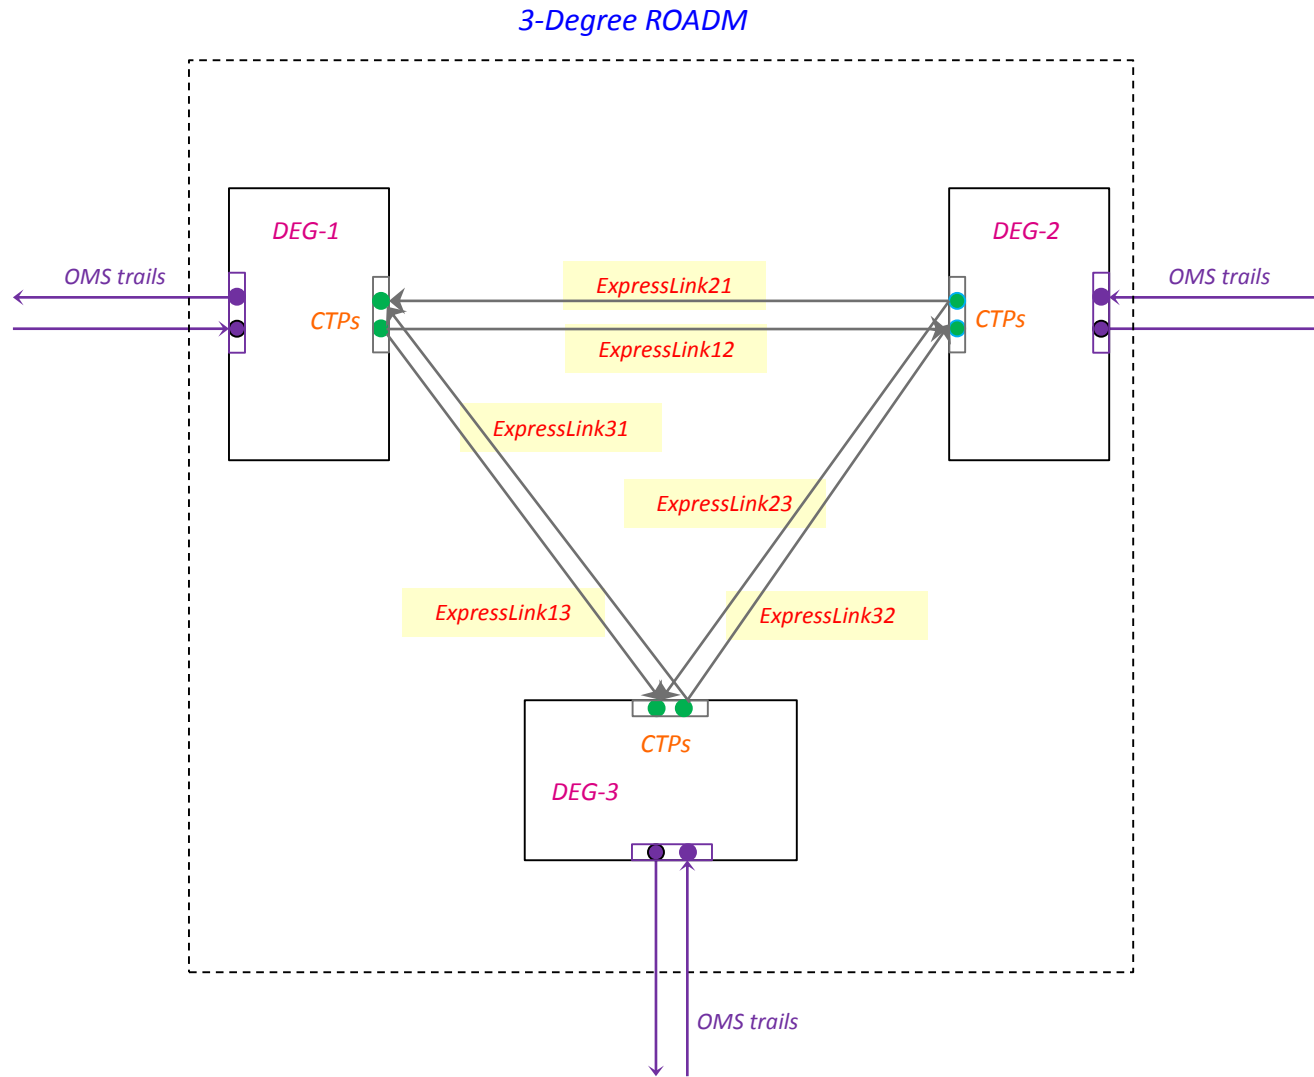 3-Degree ROADM
DEG-1
DEG-2
OMS trails
ExpressLink21
OMS trails
CTPs
CTPs
ExpressLink12
ExpressLink31
ExpressLink23
ExpressLink13
ExpressLink32
CTPs
DEG-3
OMS trails